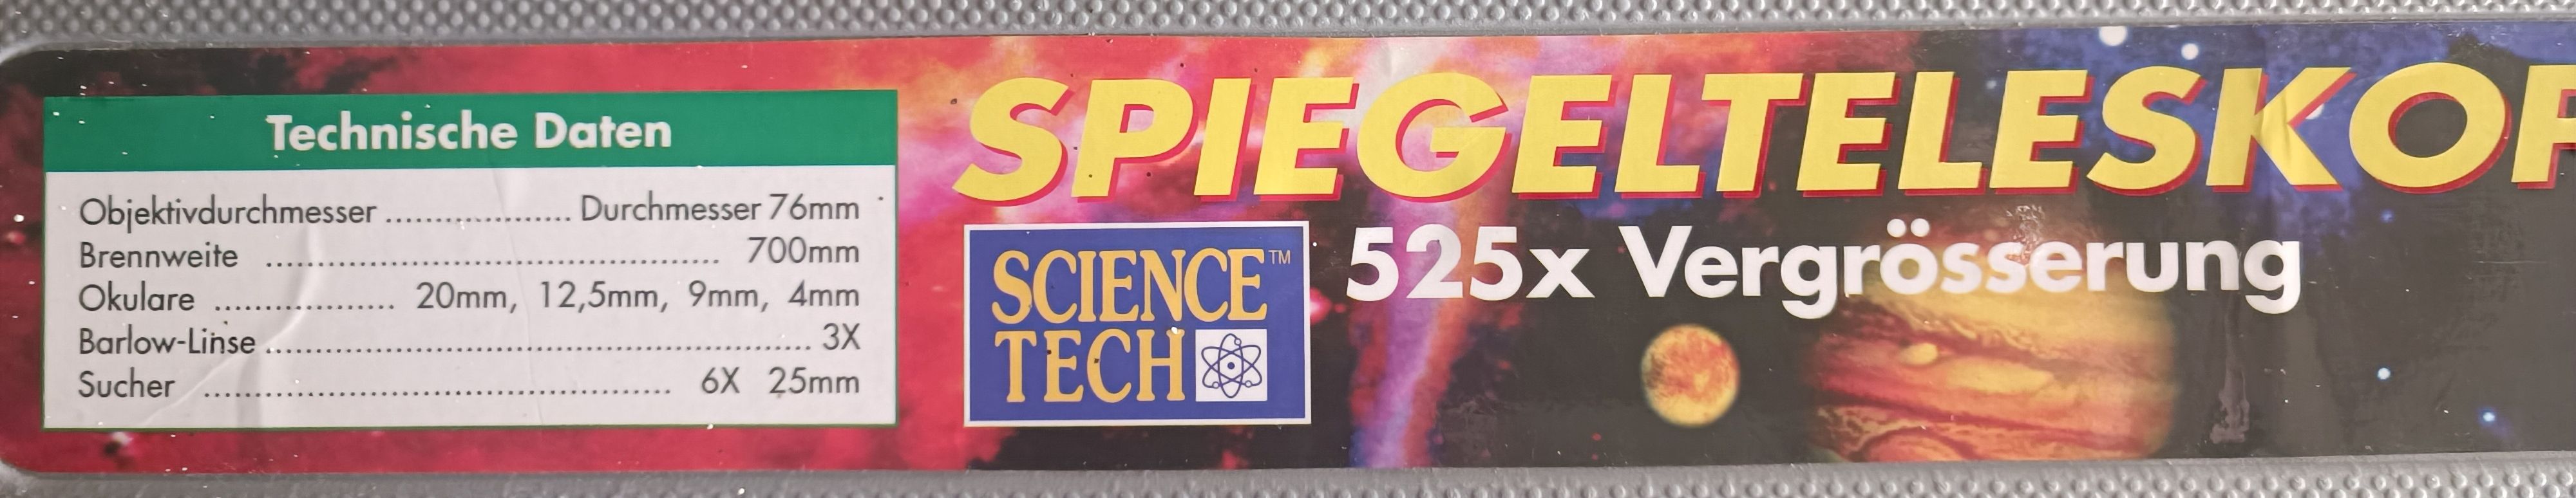 Technische Daten
Objektivdurchmesser .................. Durchmesser 76mm
Brennweite ............................................ 700mm
Okulare ................. 20mm, 12,5mm, 9mm, 4mm
Barlow-Linse ..................................................... 3X
Sucher ............................................. 6X 25mm
SPIEGELTELESKOP
SCIENCE™
TECH
525x Vergrösserung